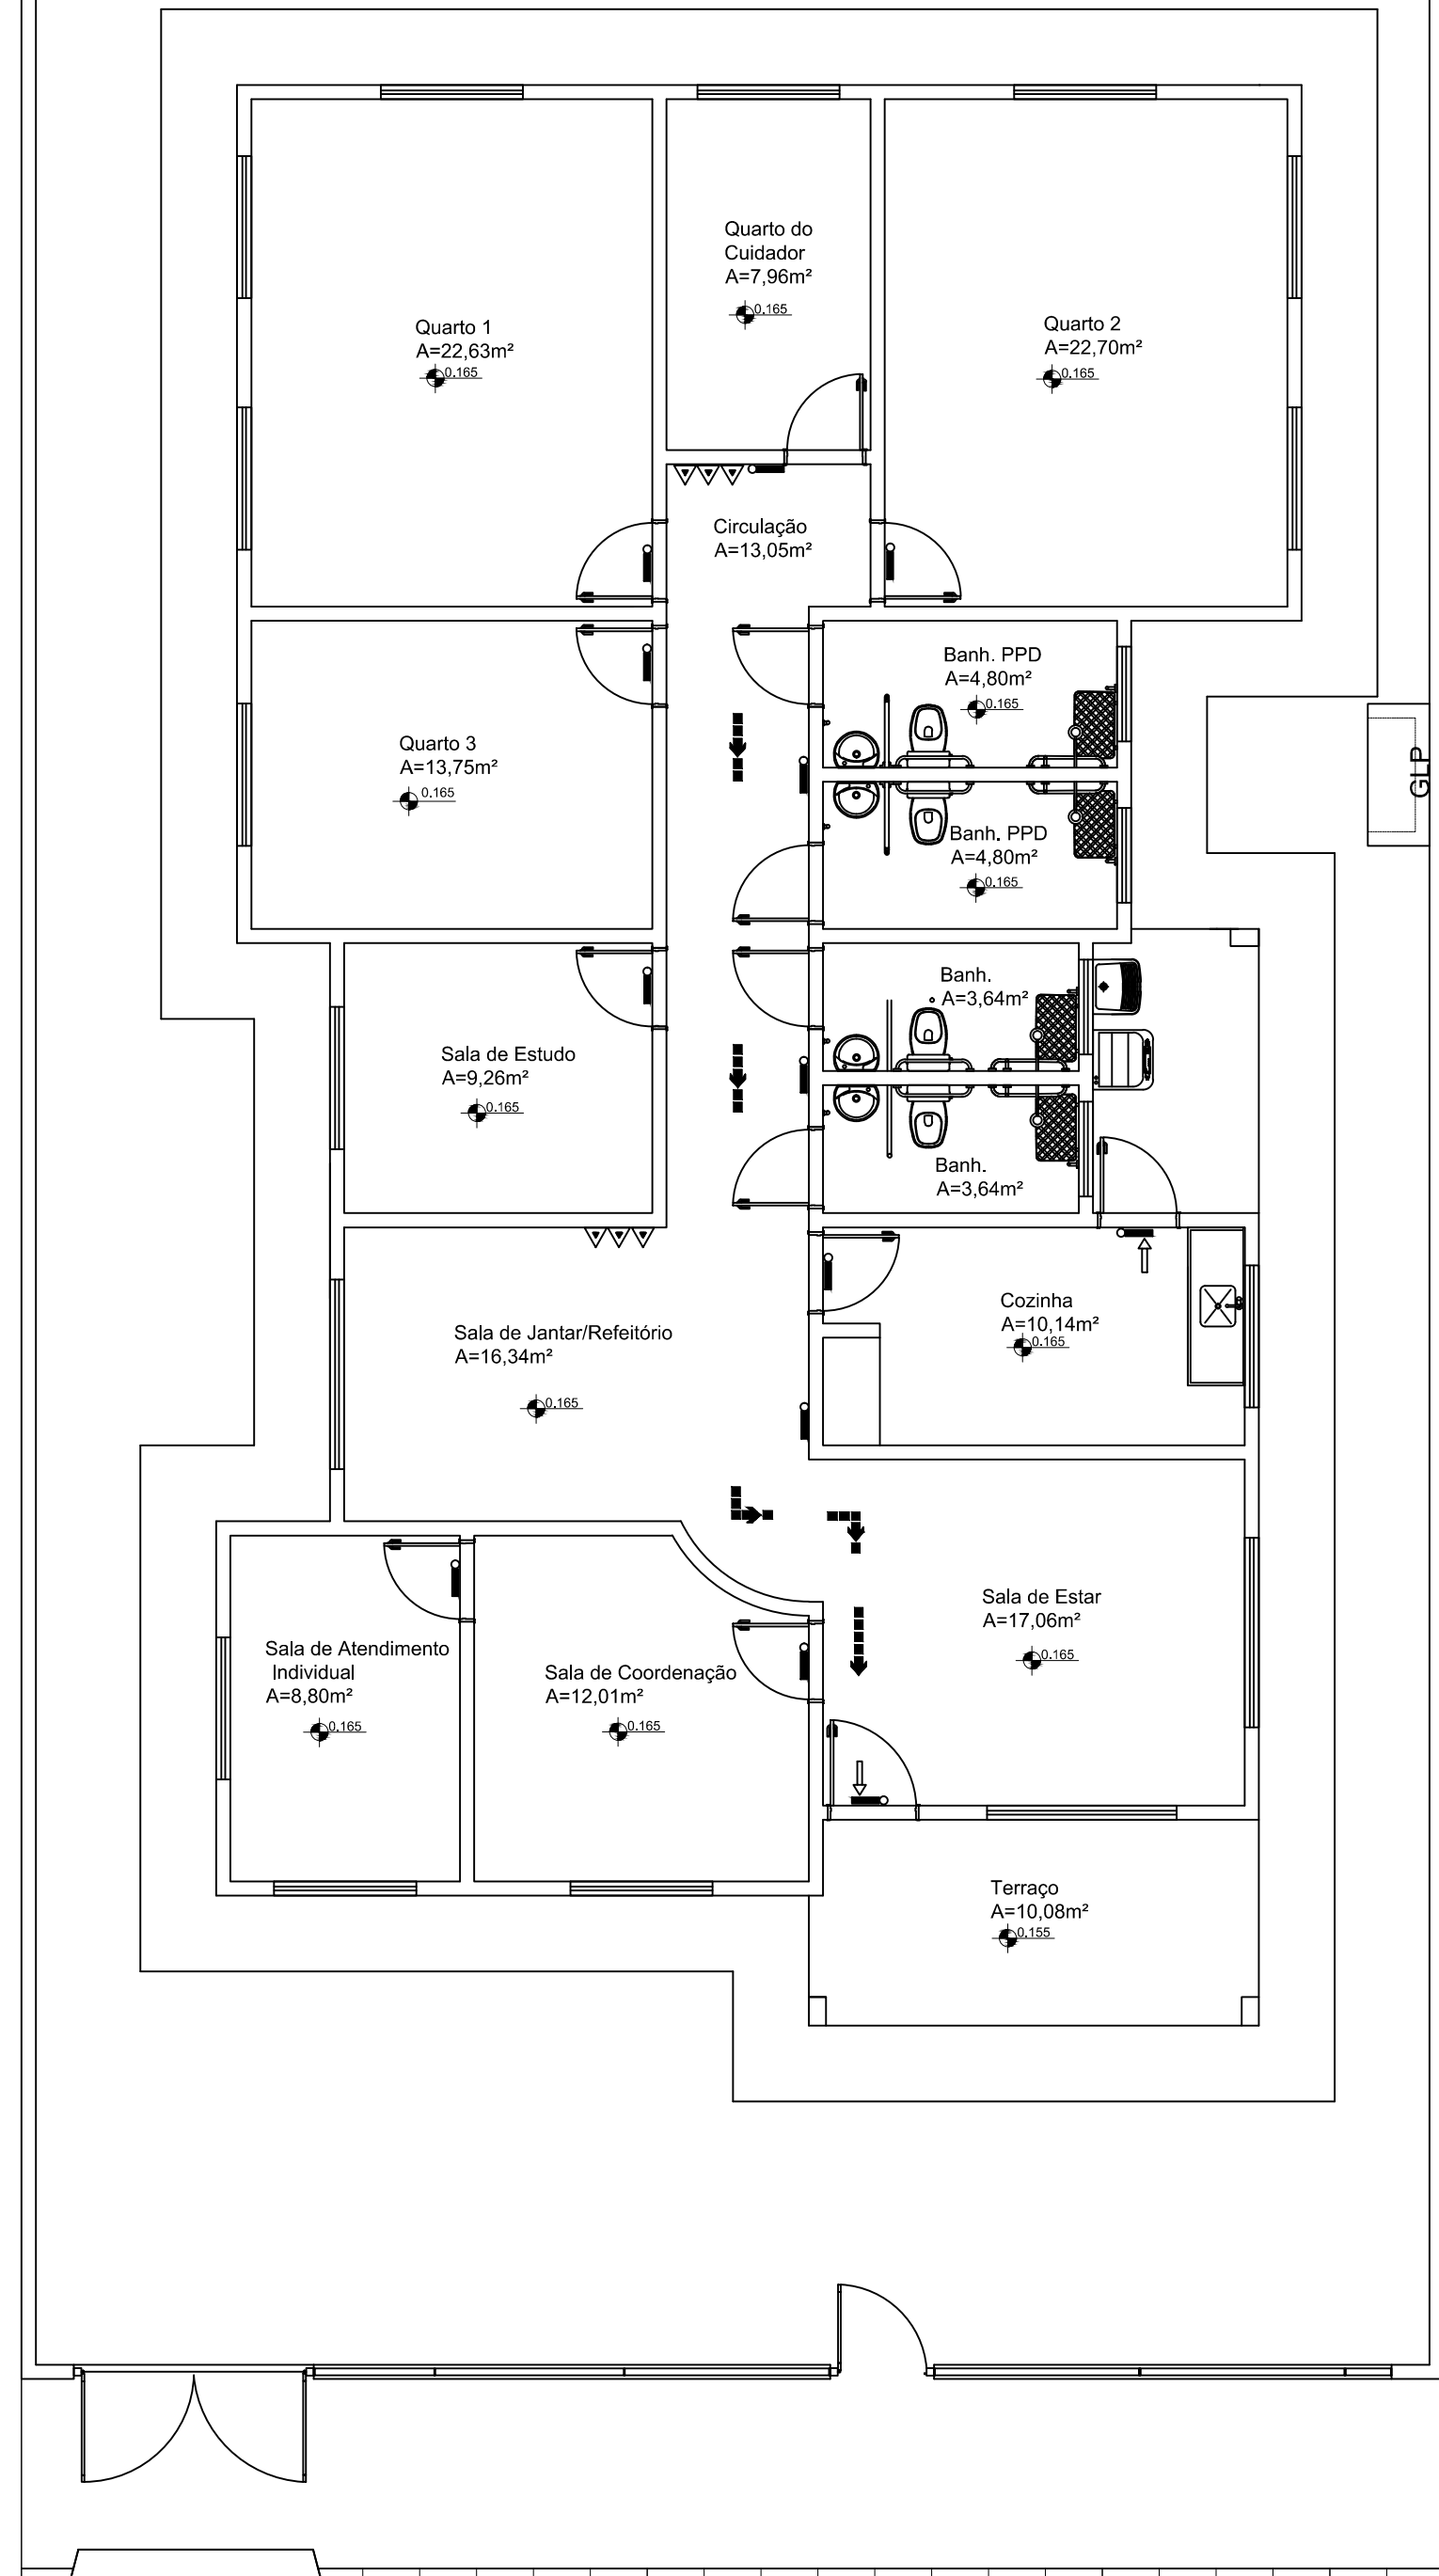 Quarto do
Cuidador
A=7,96m²
0.165
Quarto 1
A=22,63m²
0.165
Quarto 2
A=22,70m²
0.165
Circulação
A=13,05m²
Banh. PPD
A=4,80m²
0.165
Quarto 3
A=13,75m²
0.165
GLP
Banh. PPD
A=4,80m²
0.165
Banh.
A=3,64m²
Sala de Estudo
A=9,26m²
0.165
Banh.
A=3,64m²
Cozinha
A=10,14m²
0.165
Sala de Jantar/Refeitório
A=16,34m²
0.165
Sala de Estar
A=17,06m²
0.165
Sala de Atendimento
Individual
A=8,80m²
0.165
Sala de Coordenação
A=12,01m²
0.165
Terraço
A=10,08m²
0.155